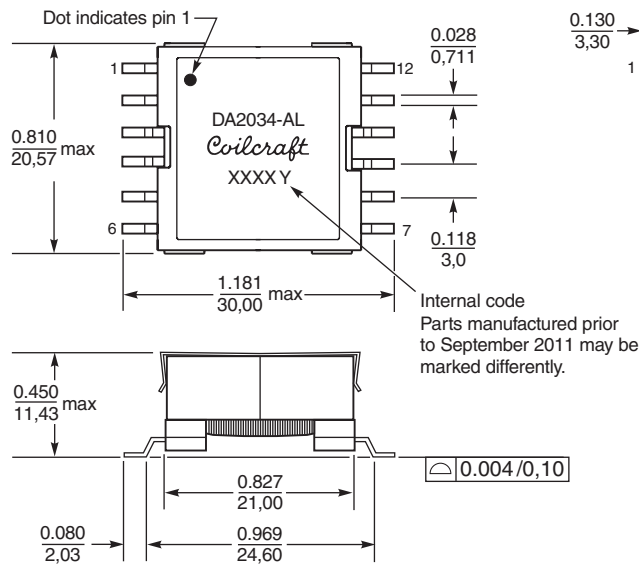 Dot indicates pin 1
0.028
0,711
0.130
3,30
1
12
1
DA2034-AL
Coilcraft
XXXX Y
0.810
20,57 max
6
7
0.118
3,0
1.181
30,00 max
Internal code
Parts manufactured prior
to September 2011 may be
marked differently.
0.450
11,43 max
0.004/0,10
0.827
21,00
0.080
2,03
0.969
24,60